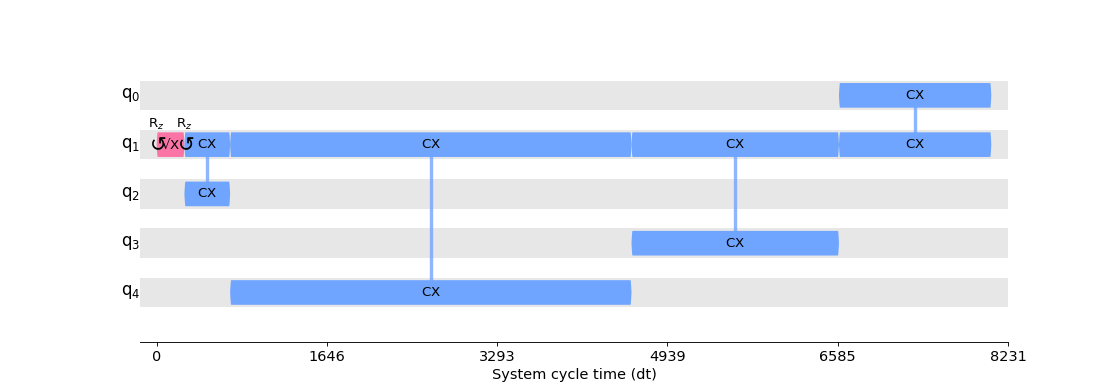 q0 CX
Rz Rz
q1 √X CX CX CX CX
q2 CX
q3 CX
q4 CX
0 1646 3293 4939 6585 8231
System cycle time (dt)